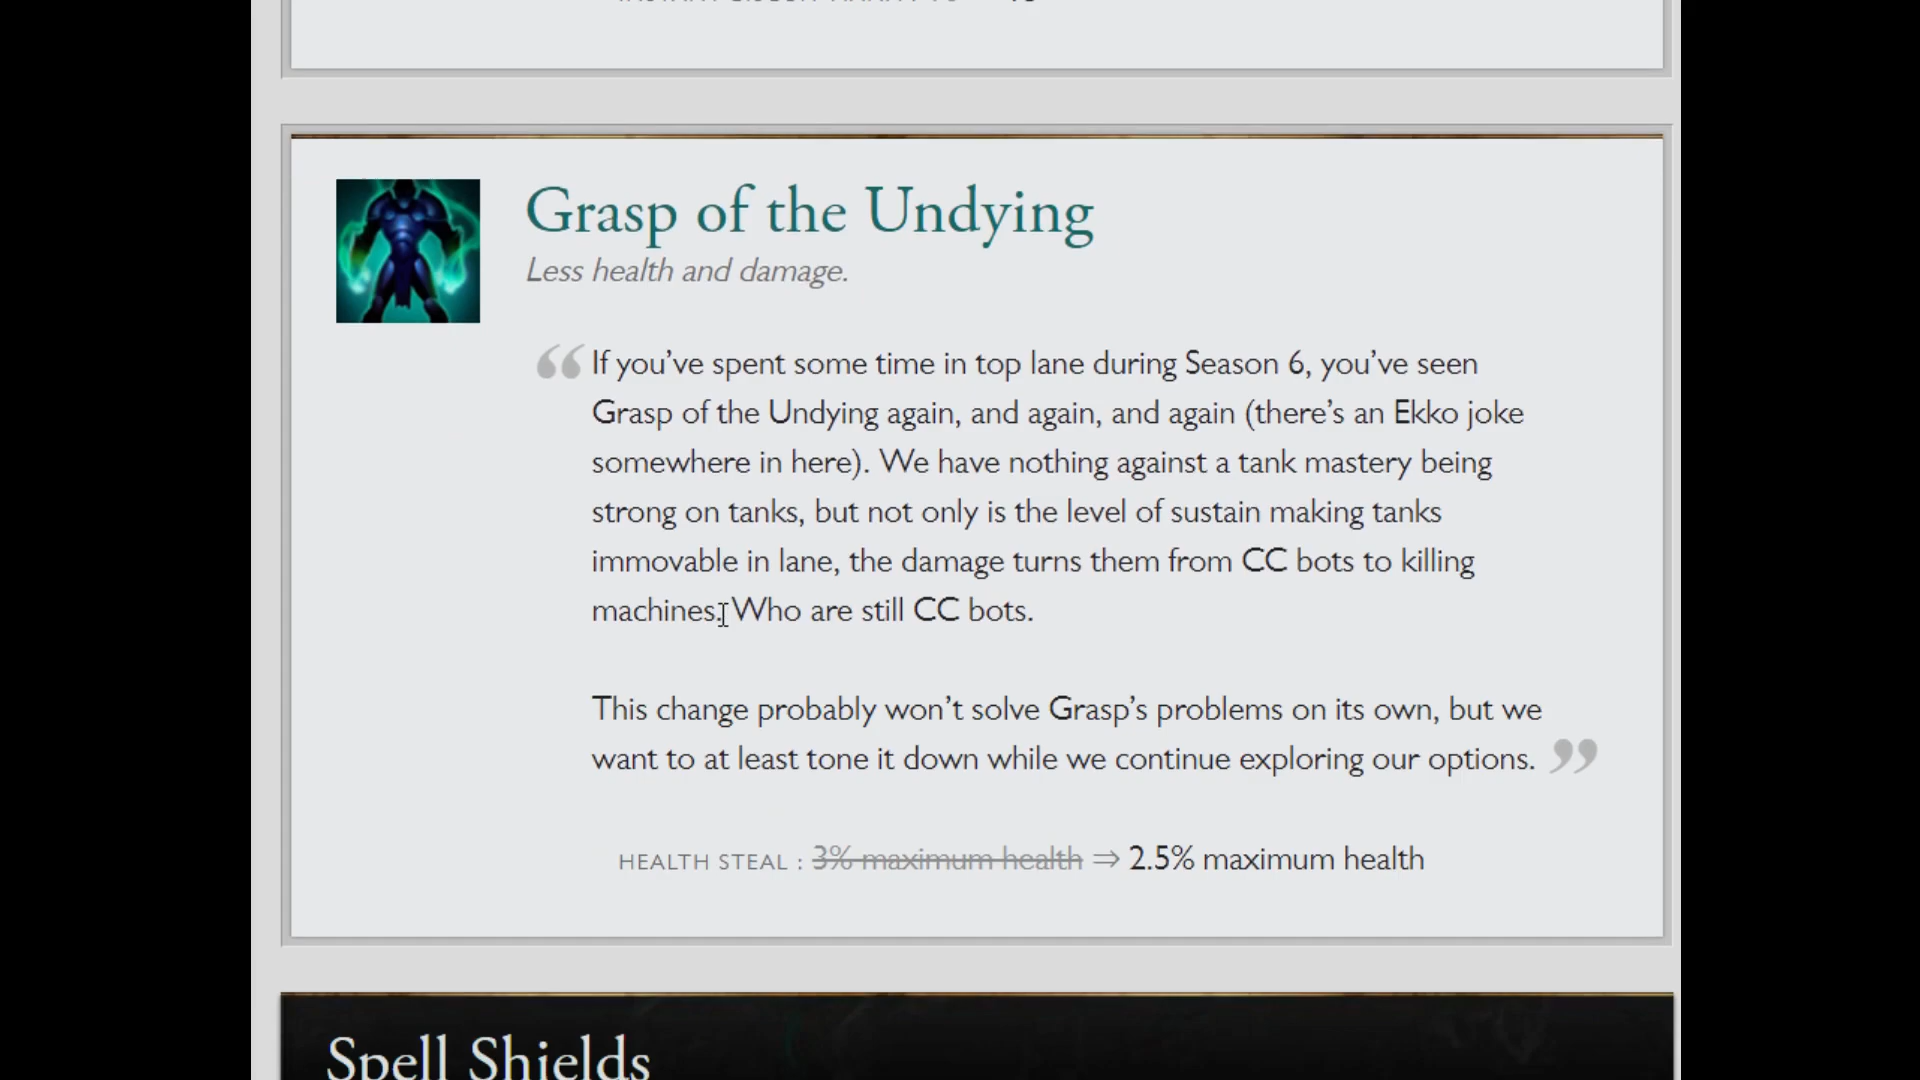 Grasp of the Undying
Less health and damage.
“ If you’ve spent some time in top lane during Season 6, you’ve seen
Grasp of the Undying again, and again, and again (there’s an Ekko joke
somewhere in here). We have nothing against a tank mastery being
strong on tanks, but not only is the level of sustain making tanks
immovable in lane, the damage turns them from CC bots to killing
machines. Who are still CC bots.
This change probably won’t solve Grasp’s problems on its own, but we
want to at least tone it down while we continue exploring our options. ”
HEALTH STEAL : 3% maximum health ⇒ 2.5% maximum health
Spell Shields